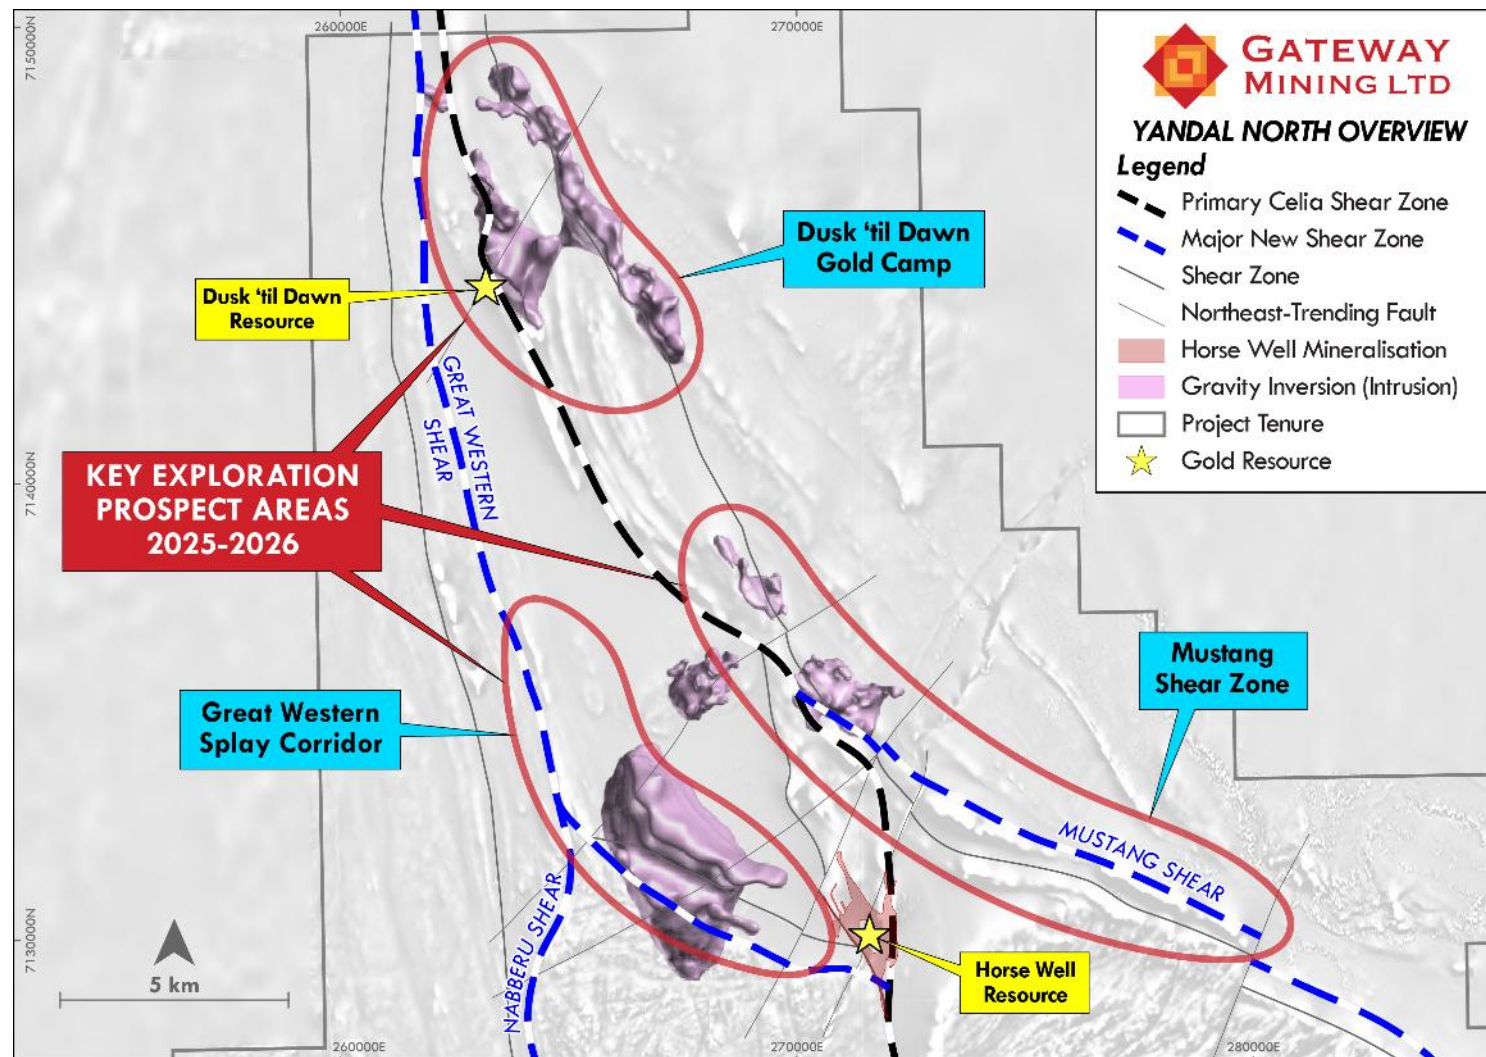 260000E
270000E
7150000N
GATEWAY
MINING LTD
YANDAL NORTH OVERVIEW
Legend
Primary Celia Shear Zone
Major New Shear Zone
Shear Zone
Northeast-Trending Fault
Horse Well Mineralisation
Gravity Inversion (Intrusion)
Project Tenure
Gold Resource
Dusk ‘til Dawn
Gold Camp
Dusk ‘til Dawn
Resource
GREAT WESTERN
SHEAR
KEY EXPLORATION
PROSPECT AREAS
2025-2026
7140000N
Mustang
Shear Zone
Great Western
Splay Corridor
MUSTANG SHEAR
NABBERU SHEAR
7130000N
5 km
Horse Well
Resource
260000E
270000E
280000E